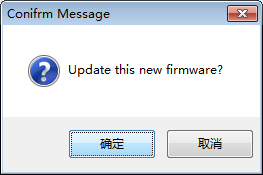 Conifrm Message
Update this new firmware?
确定
取消